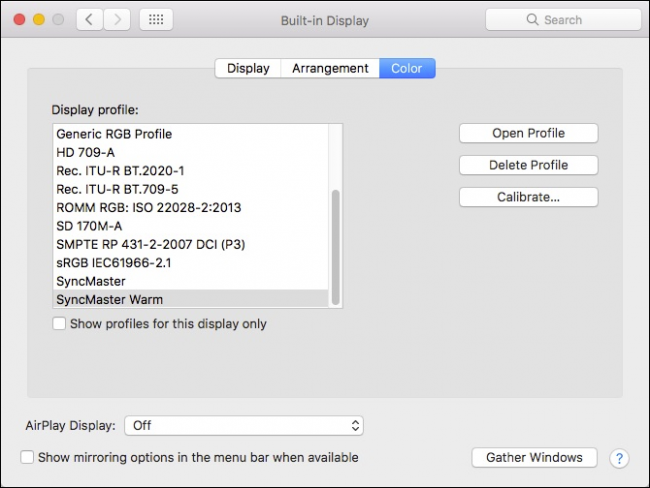 Built-in Display
Search
Display
Arrangement
Color
Display profile:
Generic RGB Profile
HD 709-A
Rec. ITU-R BT.2020-1
Rec. ITU-R BT.709-5
ROMM RGB: ISO 22028-2:2013
SD 170M-A
SMPTE RP 431-2-2007 DCI (P3)
sRGB IEC61966-2.1
SyncMaster
SyncMaster Warm
Show profiles for this display only
Open Profile
Delete Profile
Calibrate...
AirPlay Display: Off
Show mirroring options in the menu bar when available
Gather Windows
?